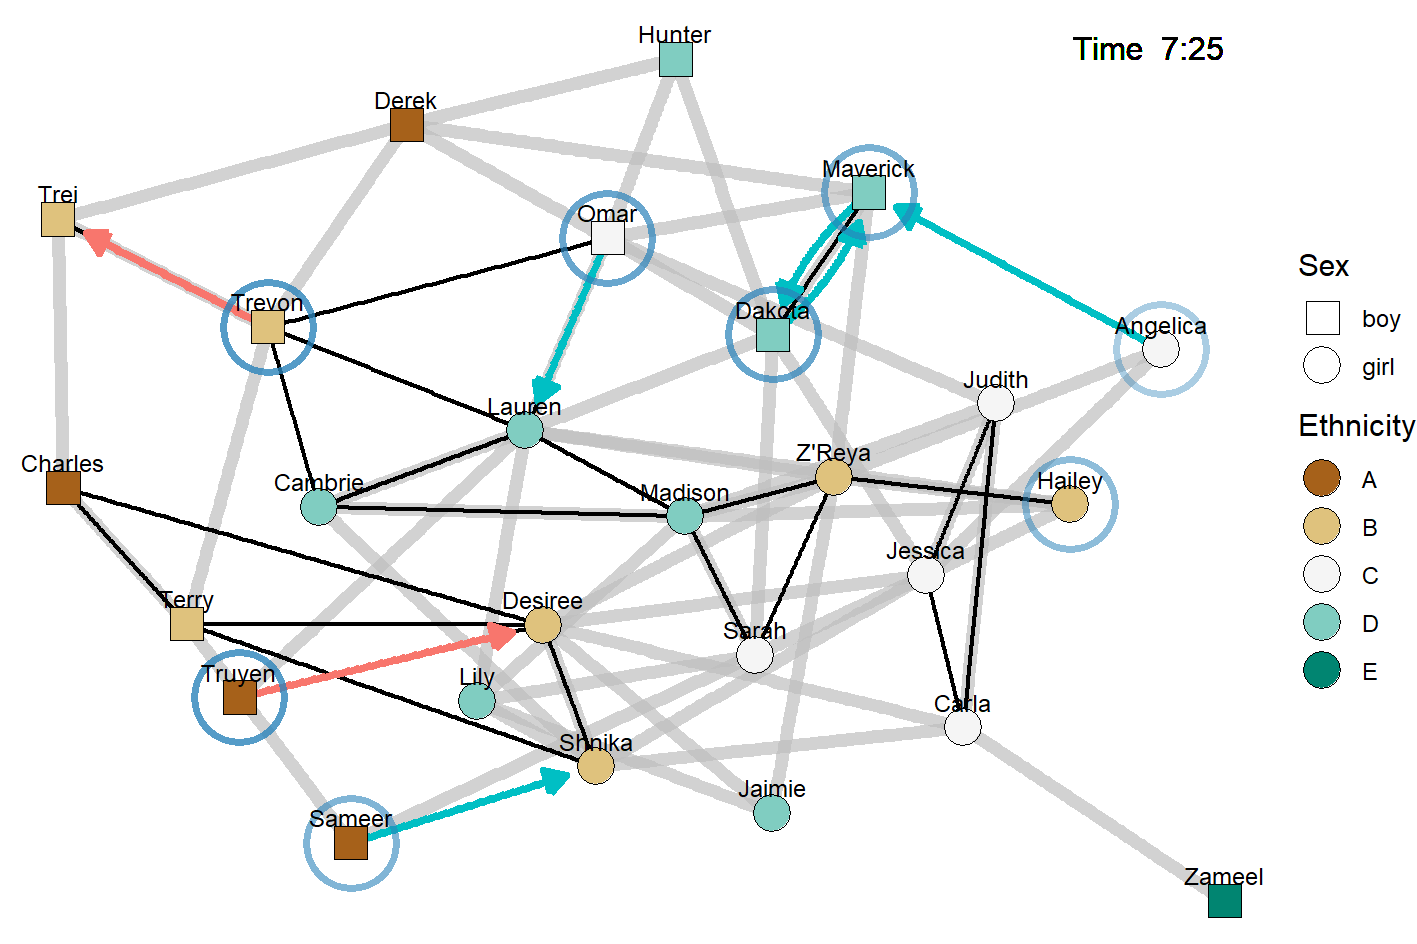 Hunter
Time 7:25
Derek
Maverick
Trei
Omar
Trevon
Dakota
Angelica
Sex
boy
girl
Judith
Lauren
Ethnicity
Charles
Cambrie
Z'Reya
Madison
Hailey
A
B
Jessica
C
Terry
Desiree
Sarah
D
Truyen
Lily
E
Carla
Shnika
Jaimie
Sameer
Zameel